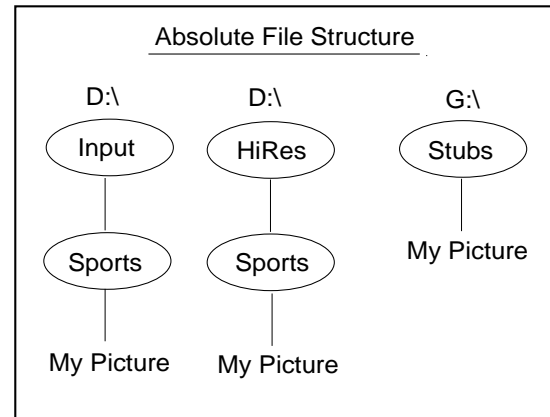 Absolute File Structure
D:\ D:\ G:\
Input HiRes Stubs
Sports Sports My Picture
My Picture My Picture